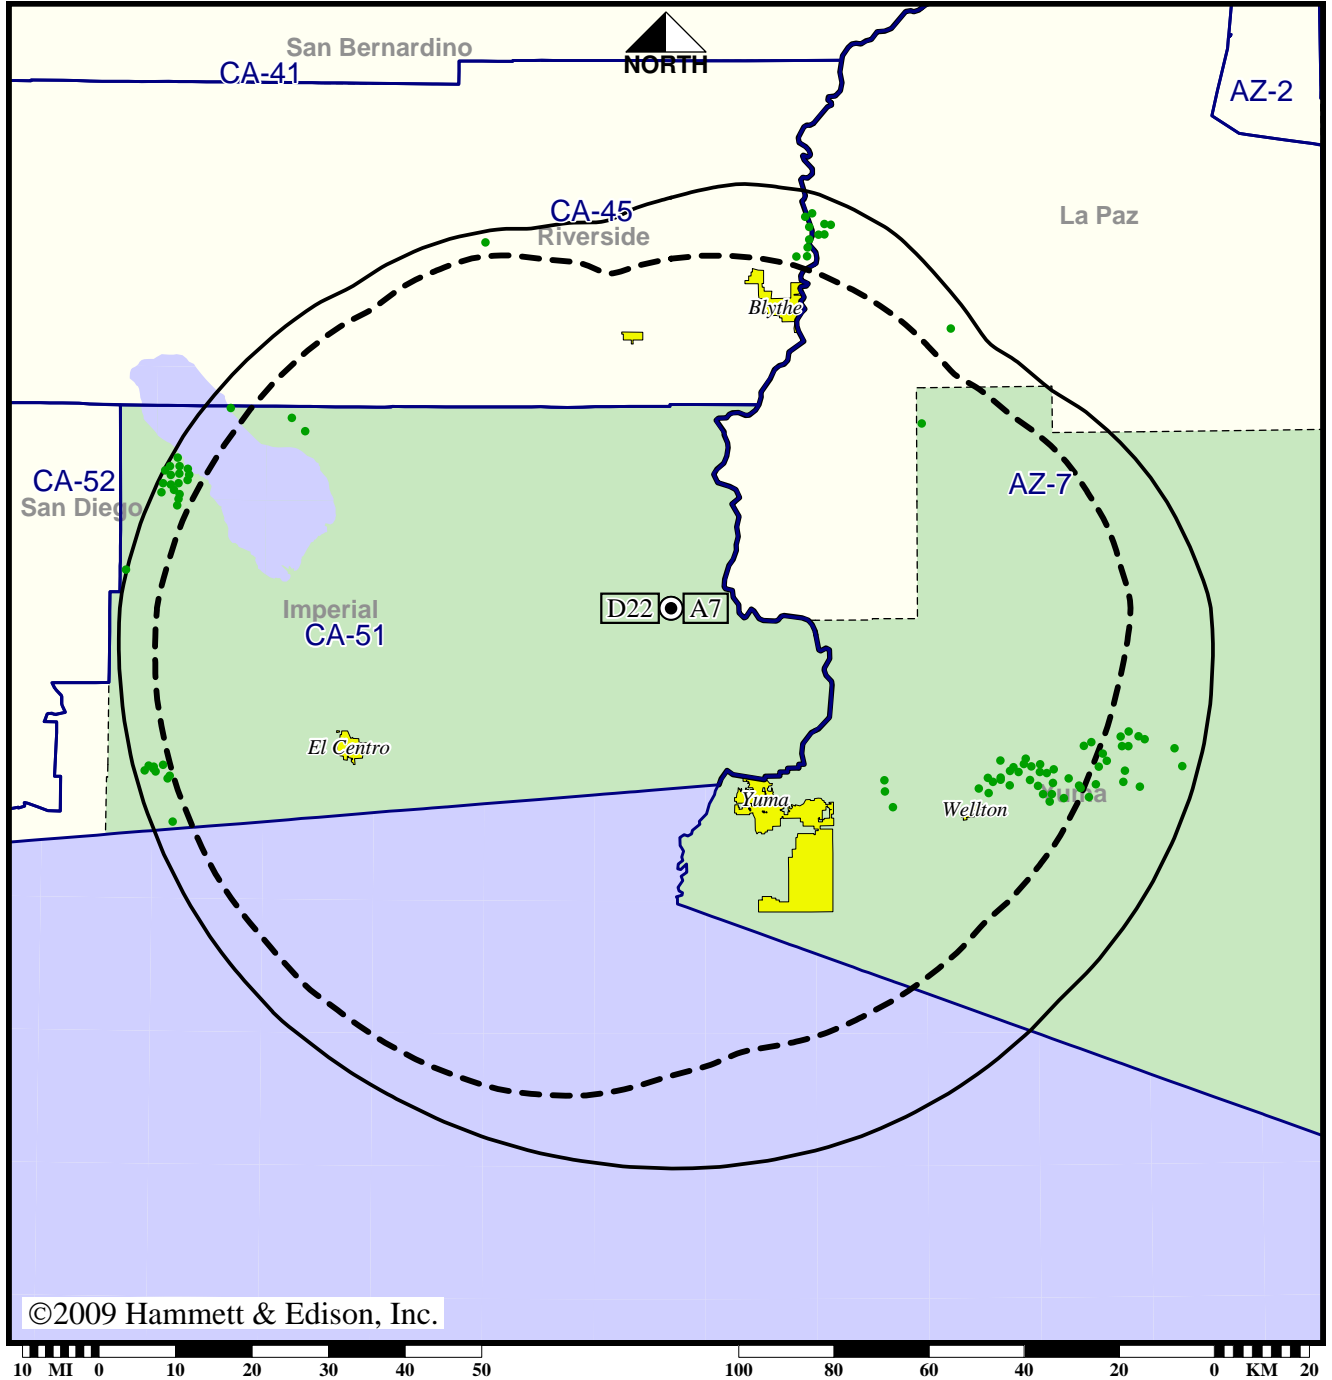 San Bernardino
CA-41
NORTH
AZ-2
CA-45
Riverside
La Paz
Blythe
CA-52
San Diego
AZ-7
Imperial
CA-51
D22 A7
El Centro
Yuma
Yuma
Wellton
©2009 Hammett & Edison, Inc.
10 MI 0 10 20 30 40 50 100 80 60 40 20 0 KM 20